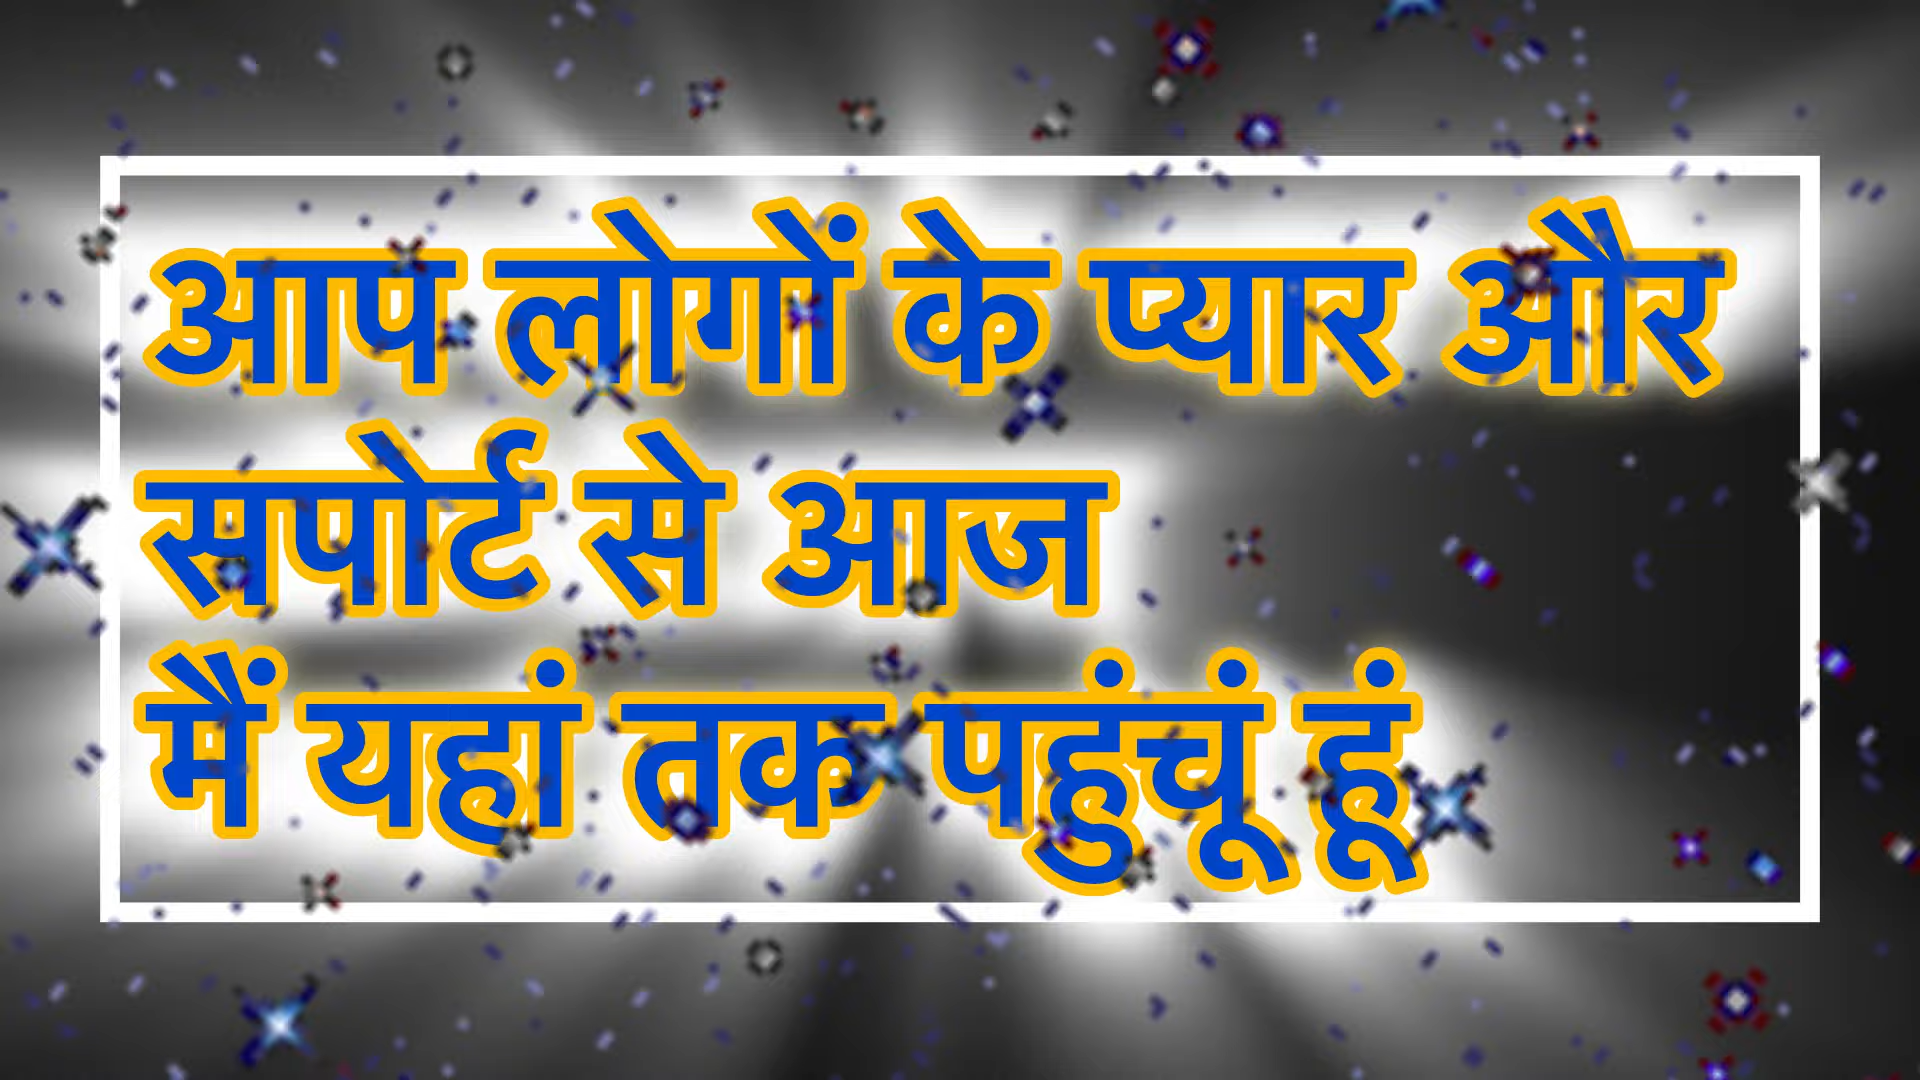 आप लोगों के प्यार और
सपोर्ट से आज
मैं यहां तक पहुंचूं हूं